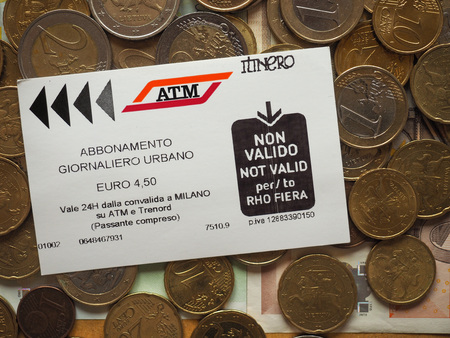 ITINERO
ATM
ABBONAMENTO
GIORNALIERO URBANO
EURO 4,50
Vale 24H dalla convalida a MILANO
su ATM e Trenord
(Passante compreso)
01002 0648467931 7510.9
NON
VALIDO
NOT VALID
per/to
RHO FIERA
p.iva 12883390150